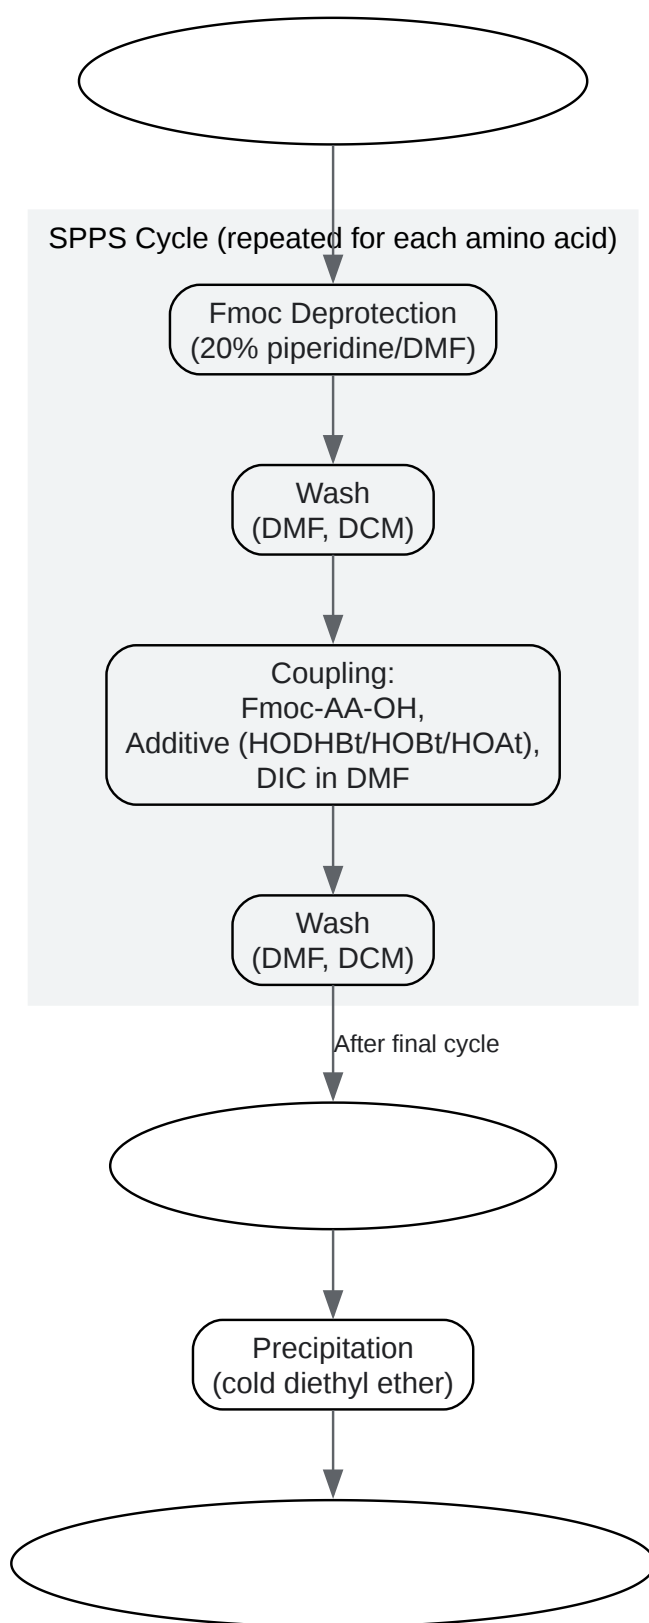 SPPS Cycle (repeated for each amino acid)
Fmoc Deprotection
(20% piperidine/DMF)
Wash
(DMF, DCM)
Coupling:
Fmoc-AA-OH,
Additive (HODHBt/HOBt/HOAt),
DIC in DMF
Wash
(DMF, DCM)
After final cycle
Precipitation
(cold diethyl ether)